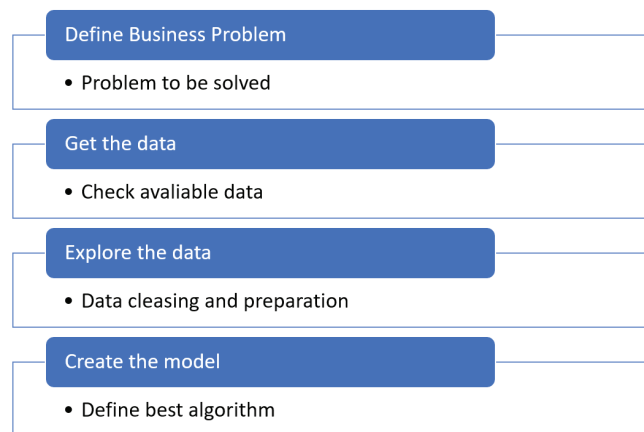 Define Business Problem
• Problem to be solved
Get the data
• Check avaliable data
Explore the data
• Data cleasing and preparation
Create the model
• Define best algorithm